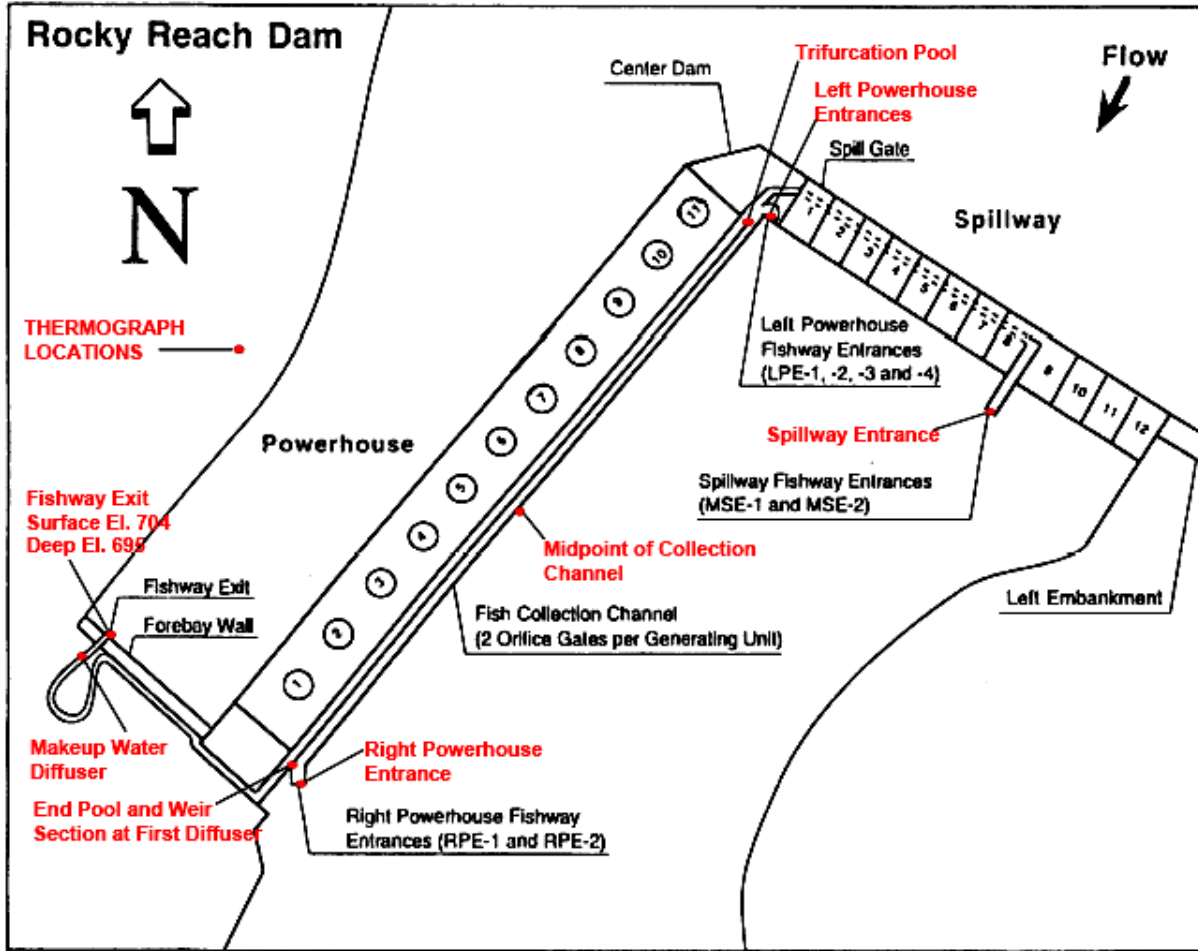 Rocky Reach Dam
N
Flow
Trifurcation Pool
Center Dam
Left Powerhouse
Entrances
Spill Gate
Spillway
THERMOGRAPH
LOCATIONS
1
2
3
4
5
6
7
8
9
10
11
12
11
10
9
8
7
6
5
4
3
2
1
Left Powerhouse
Fishway Entrances
(LPE-1, -2, -3 and -4)
Spillway Entrance
Powerhouse
Spillway Fishway Entrances
(MSE-1 and MSE-2)
Fishway Exit
Surface El. 704
Deep El. 695
Midpoint of Collection
Channel
Fishway Exit
Forebay Wall
Fish Collection Channel
(2 Orifice Gates per Generating Unit)
Left Embankment
Makeup Water
Diffuser
Right Powerhouse
Entrance
End Pool and Weir
Section at First Diffuser
Right Powerhouse Fishway
Entrances (RPE-1 and RPE-2)